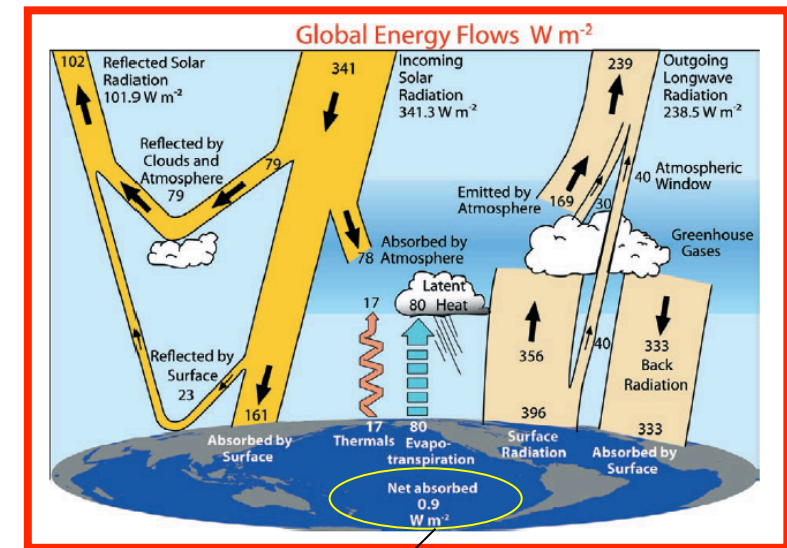 Global Energy Flows W m-2
102
Reflected Solar
Radiation
101.9 W m-2
341
Incoming
Solar
Radiation
341.3 W m-2
239
Outgoing
Longwave
Radiation
238.5 W m-2
Reflected by
Clouds and
Atmosphere
79
79
Emitted by
Atmosphere
169
30
40
Atmospheric
Window
Greenhouse
Gases
Absorbed by
78 Atmosphere
Latent
17
80 Heat
Reflected by
Surface
23
356
40
333
Back
Radiation
161
396
333
Absorbed by
Surface
17
Thermals
80
Evapo-
transpiration
Surface
Radiation
Absorbed by
Surface
Net absorbed
0.9
W m-2